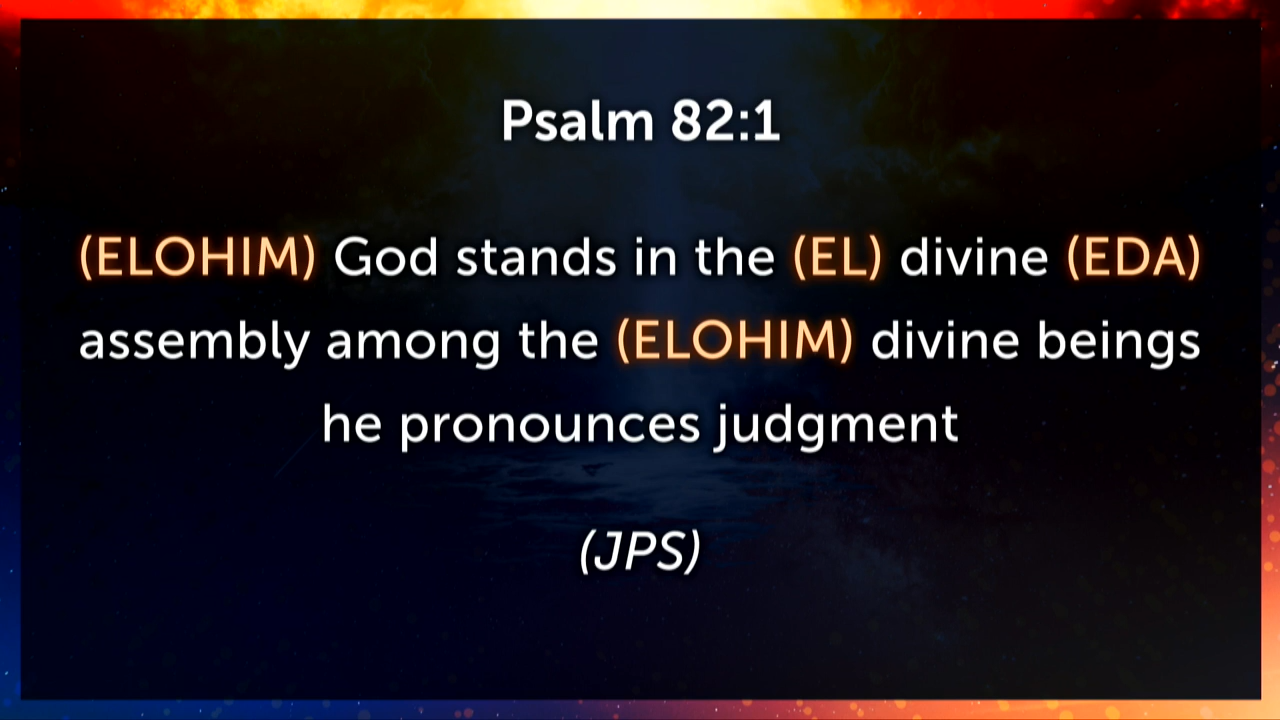 Psalm 82:1
(ELOHIM) God stands in the (EL) divine (EDA)
assembly among the (ELOHIM) divine beings
he pronounces judgment
(JPS)